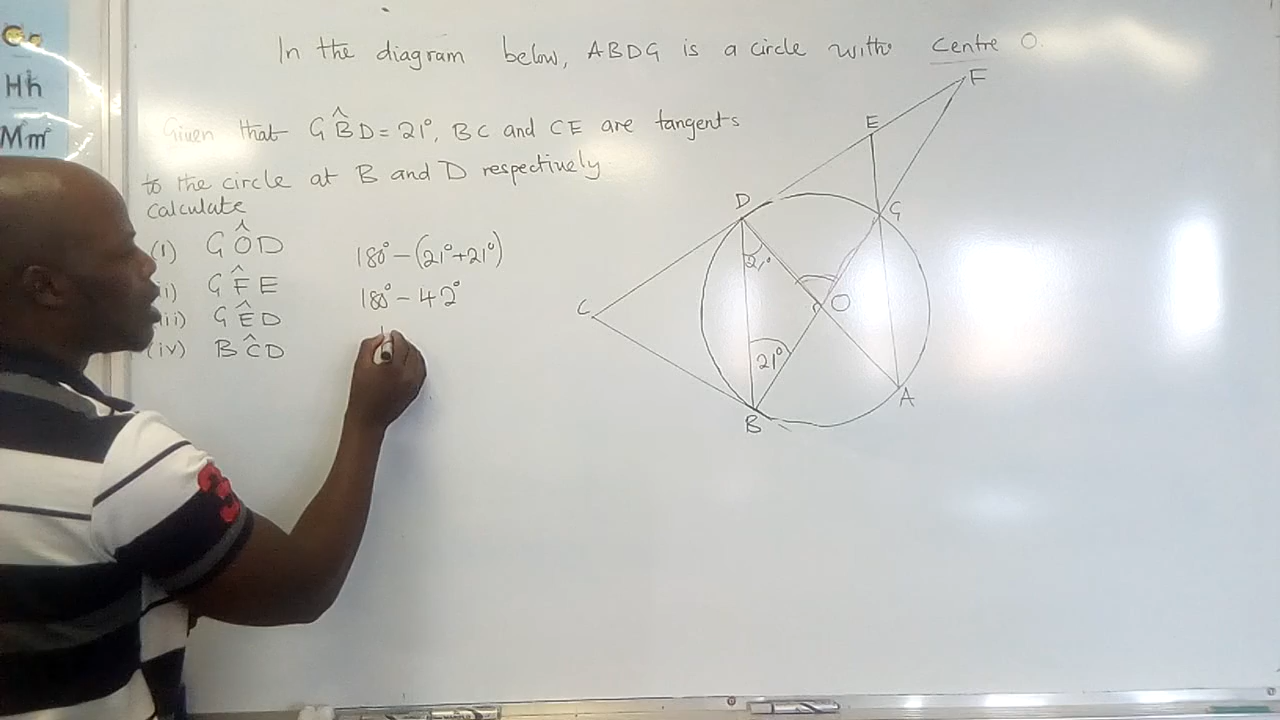 Hh
Mm
In the diagram below, ABDG is a circle with centre O.
Given that GB̂D = 21°, BC and CE are tangents
to the circle at B and D respectively
Calculate
(i) GÔD 180° - (21° + 21°)
i) GF̂E 180° - 42°
(iii) GÊD
(iv) BĈD
F
E
D
G
21°
C
O
21°
A
B